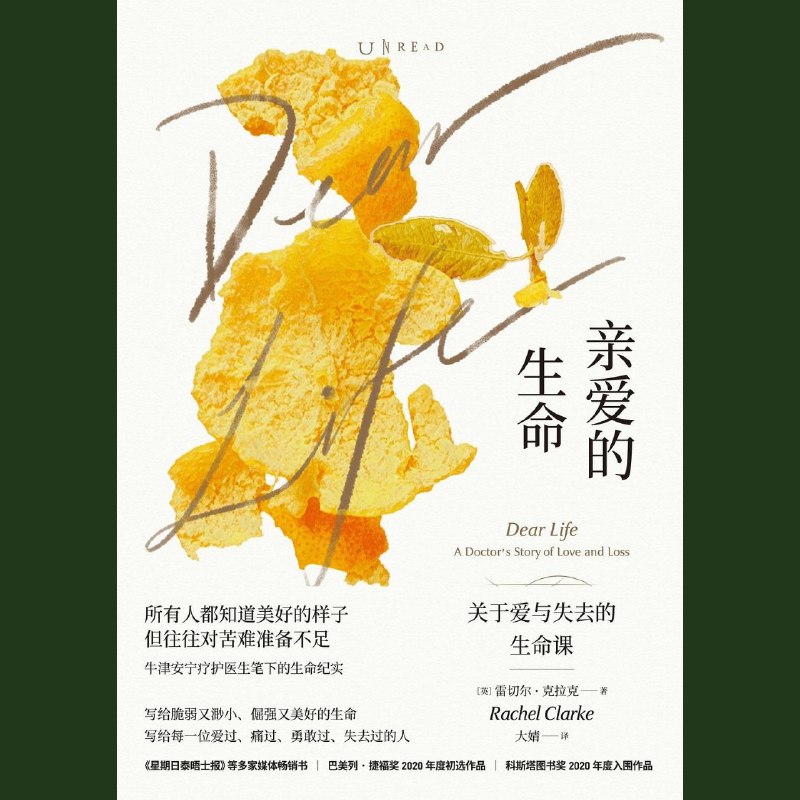 UNREAD
Dear
Life
亲爱的
生命
Dear Life
A Doctor's Story of Love and Loss
关于爱与失去的
生命课
[英] 雷切尔·克拉克——著
Rachel Clarke
大婧——译
所有人都知道美好的样子
但往往对苦难准备不足
牛津安宁疗护医生笔下的生命纪实
写给脆弱又渺小、倔强又美好的生命
写给每一位爱过、痛过、勇敢过、失去过的人
《星期日泰晤士报》等多家媒体畅销书 | 巴美列·捷福奖 2020 年度初选作品 | 科斯塔图书奖 2020 年度入围作品